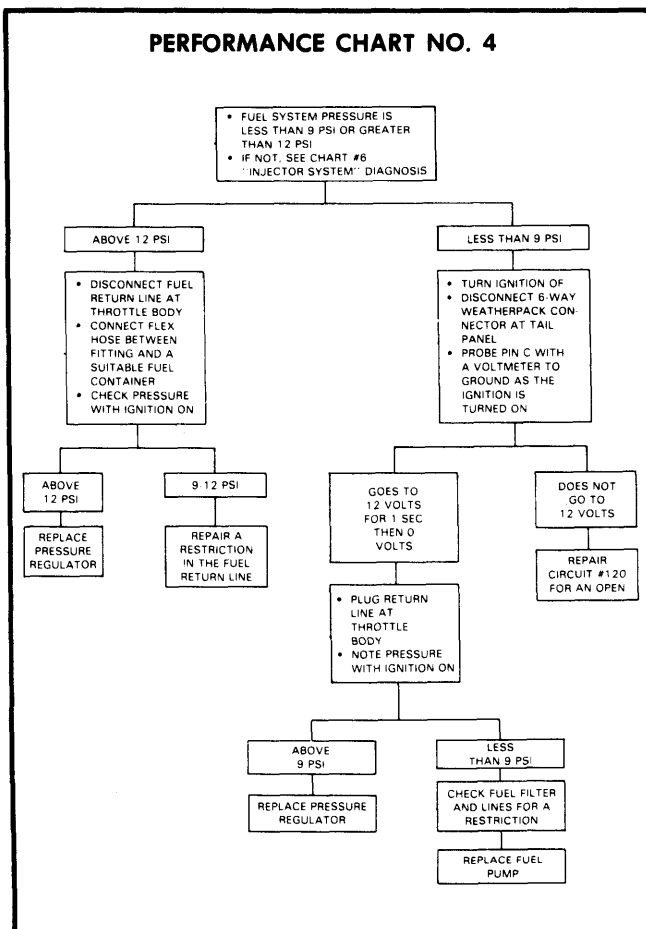 PERFORMANCE CHART NO. 4
• FUEL SYSTEM PRESSURE IS
LESS THAN 9 PSI OR GREATER
THAN 12 PSI
• IF NOT, SEE CHART #6
"INJECTOR SYSTEM" DIAGNOSIS
ABOVE 12 PSI
• DISCONNECT FUEL
RETURN LINE AT
THROTTLE BODY
• CONNECT FLEX
HOSE BETWEEN
FITTING AND A
SUITABLE FUEL
CONTAINER
• CHECK PRESSURE
WITH IGNITION ON
ABOVE
12 PSI
REPLACE
PRESSURE
REGULATOR
9-12 PSI
REPAIR A
RESTRICTION
IN THE FUEL
RETURN LINE
LESS THAN 9 PSI
• TURN IGNITION OF
• DISCONNECT 6-WAY
WEATHERPACK CON-
NECTOR AT TAIL
PANEL
• PROBE PIN C WITH
A VOLTMETER TO
GROUND AS THE
IGNITION IS
TURNED ON
GOES TO
12 VOLTS
FOR 1 SEC
THEN 0
VOLTS
DOES NOT
GO TO
12 VOLTS
REPAIR
CIRCUIT #120
FOR AN OPEN
• PLUG RETURN
LINE AT
THROTTLE
BODY
• NOTE PRESSURE
WITH IGNITION ON
ABOVE
9 PSI
REPLACE PRESSURE
REGULATOR
LESS
THAN 9 PSI
CHECK FUEL FILTER
AND LINES FOR A
RESTRICTION
REPLACE FUEL
PUMP